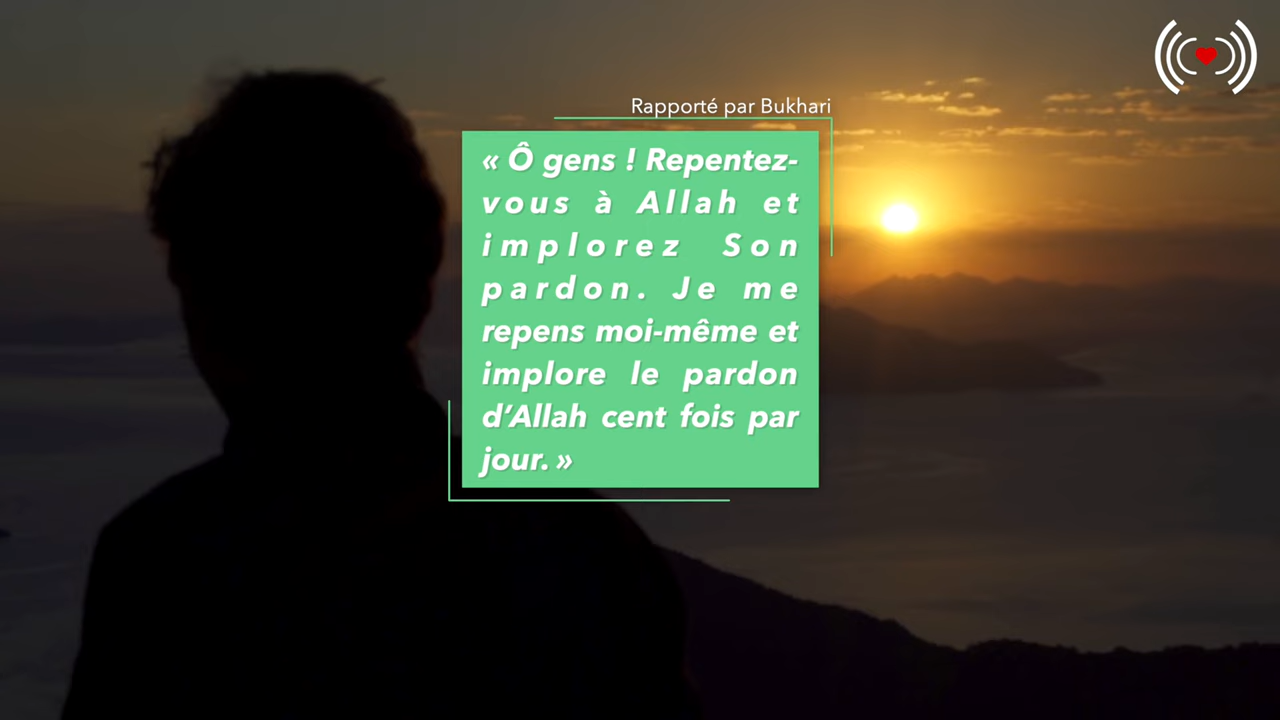 Rapporté par Bukhari
« Ô gens ! Repentez-
vous à Allah et
implorez Son
pardon. Je me
repens moi-même et
implore le pardon
d’Allah cent fois par
jour. »